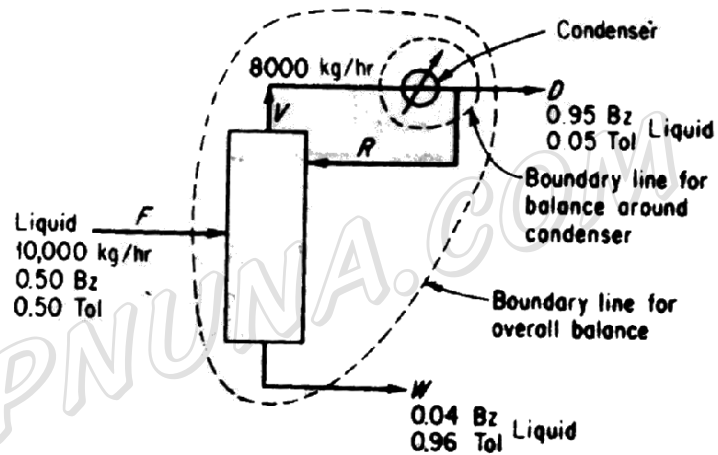 Condenser
8000 kg/hr
V
D
0.95 Bz
0.05 Tol
Liquid
R
Boundary line for
balance around
condenser
F
Liquid
10,000 kg/hr
0.50 Bz
0.50 Tol
Boundary line for
overall balance
W
0.04 Bz
0.96 Tol
Liquid
PNUNA.COM